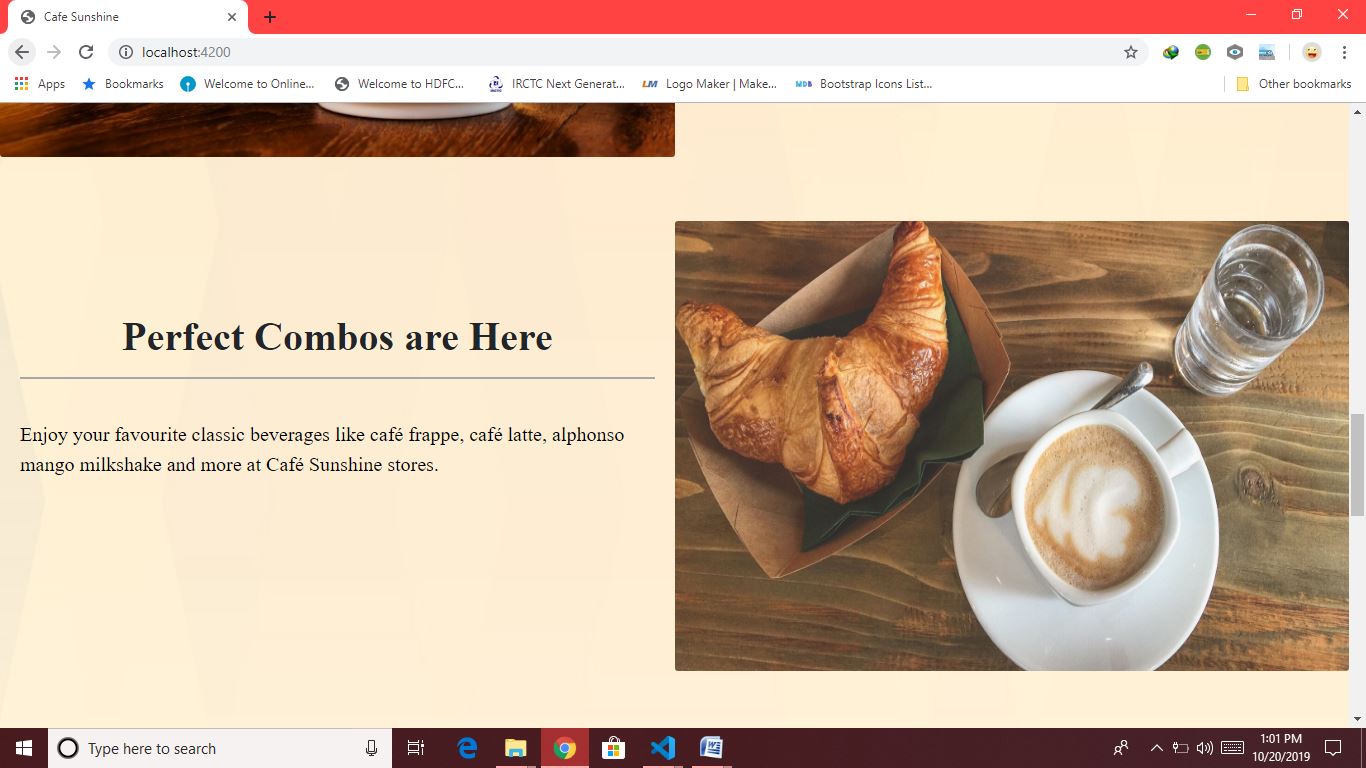 Cafe Sunshine
localhost:4200
Apps Bookmarks Welcome to Online... Welcome to HDFC... IRCTC Next Generat... LM Logo Maker | Make... MDB Bootstrap Icons List... Other bookmarks
Perfect Combos are Here
Enjoy your favourite classic beverages like café frappe, café latte, alphonso
mango milkshake and more at Café Sunshine stores.
Type here to search
1:01 PM
10/20/2019